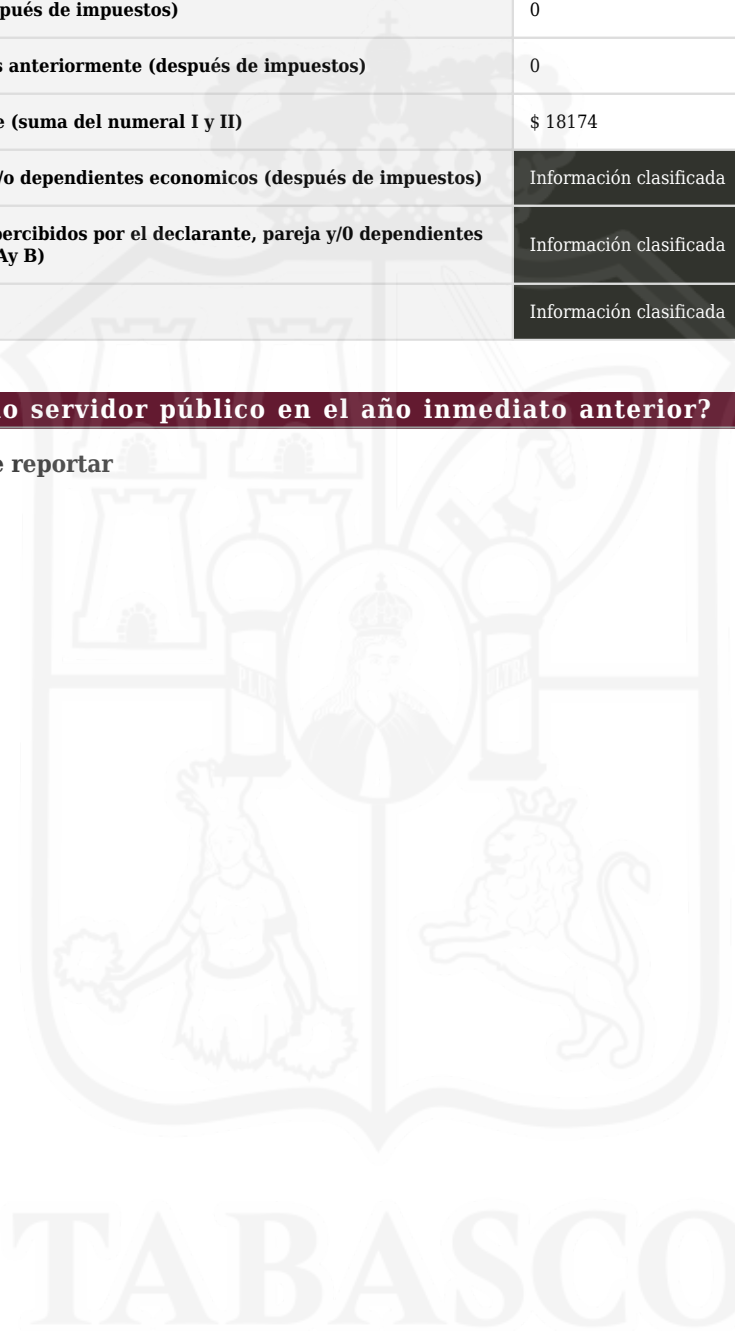 pués de impuestos)
0
s anteriormente (después de impuestos)
0
e (suma del numeral I y II)
$ 18174
/o dependientes economicos (después de impuestos)
Información clasificada
percibidos por el declarante, pareja y/0 dependientes
Ay B)
Información clasificada
Información clasificada
o servidor público en el año inmediato anterior?
e reportar
PLUS
ULTRA
TABASCO